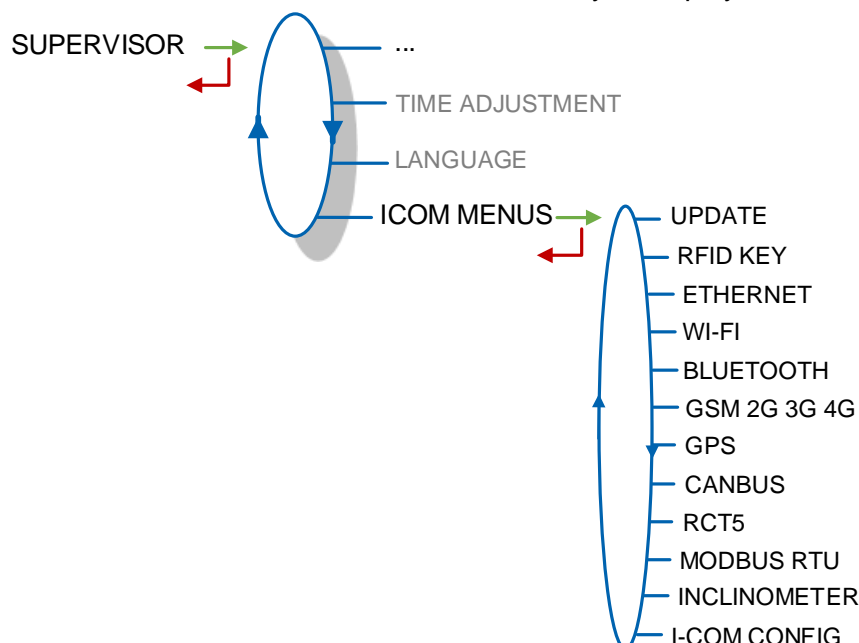 SUPERVISOR
...
TIME ADJUSTMENT
LANGUAGE
ICOM MENUS
UPDATE
RFID KEY
ETHERNET
WI-FI
BLUETOOTH
GSM 2G 3G 4G
GPS
CANBUS
RCT5
MODBUS RTU
INCLINOMETER
I-COM CONFIG